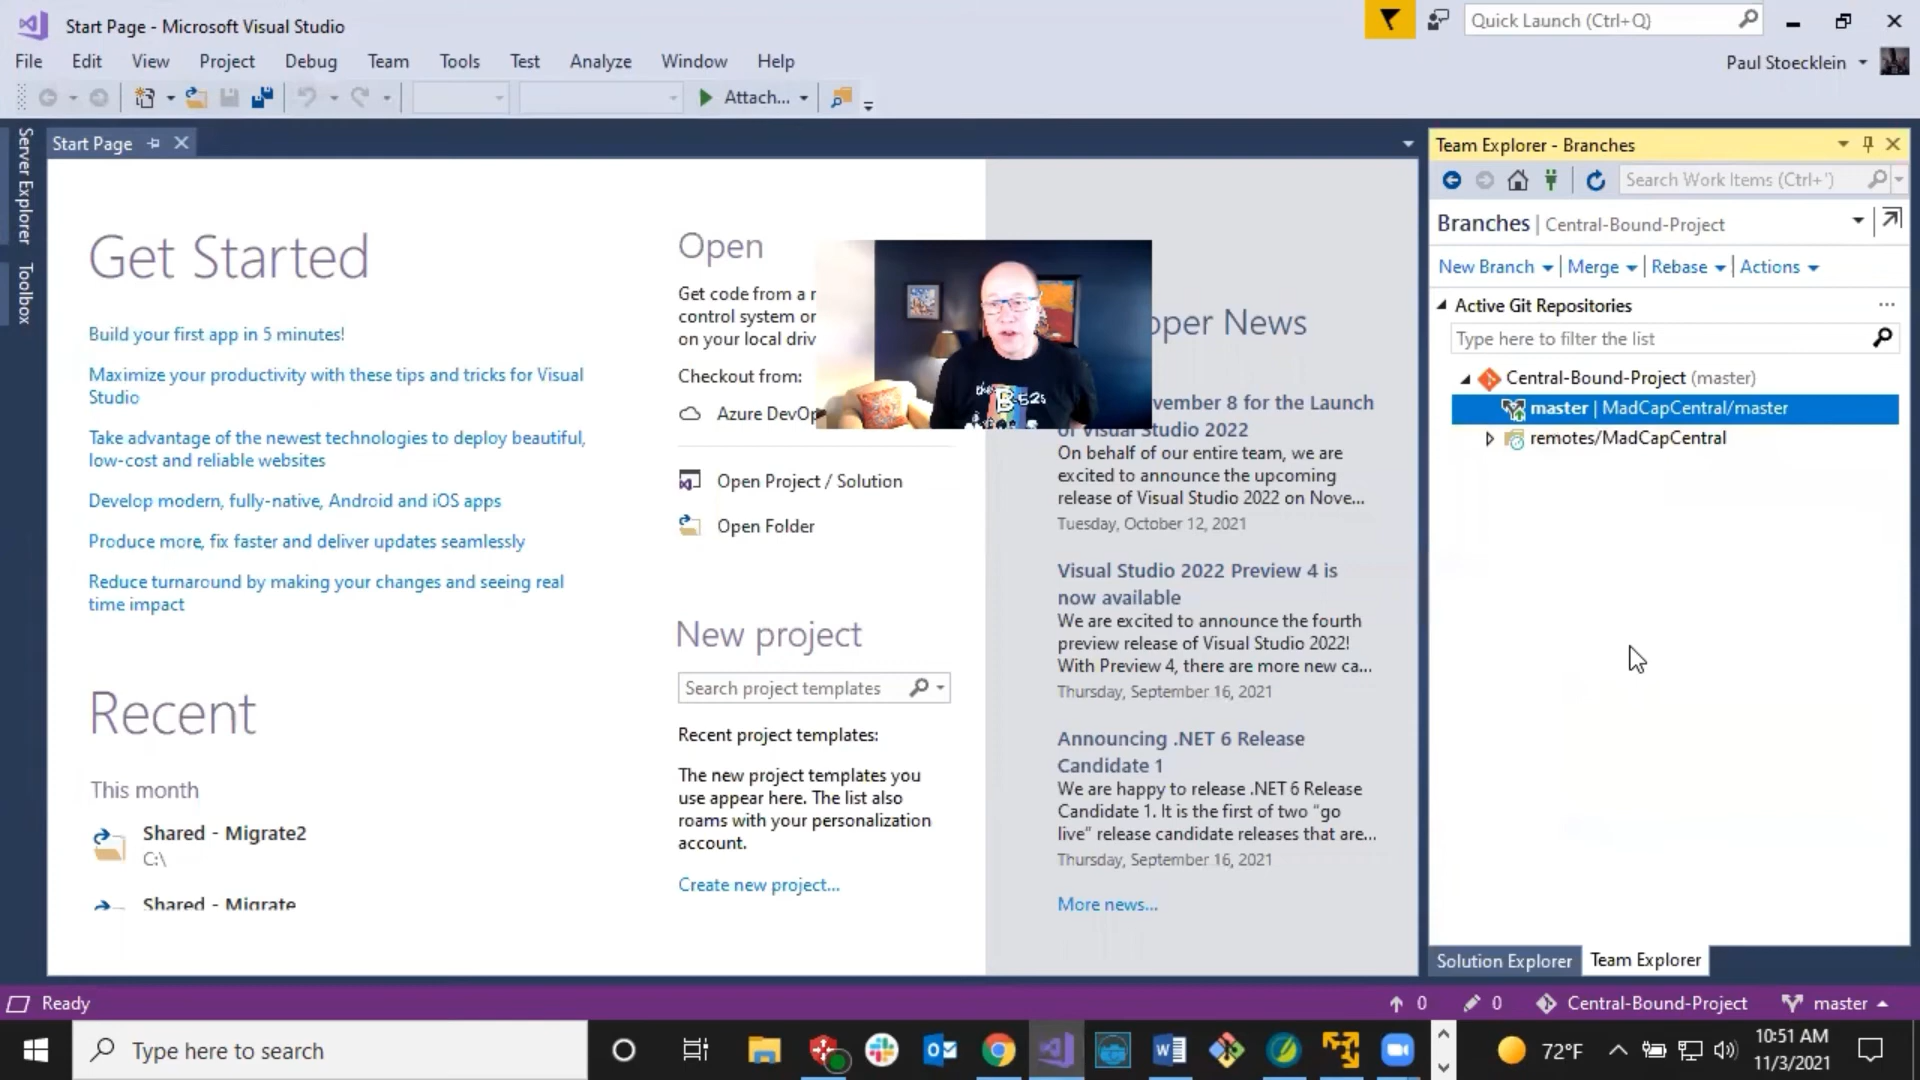 Start Page - Microsoft Visual Studio
Quick Launch (Ctrl+Q)
File Edit View Project Debug Team Tools Test Analyze Window Help
Paul Stoecklein
Attach...
Server Explorer
Toolbox
Start Page
Get Started
Build your first app in 5 minutes!
Maximize your productivity with these tips and tricks for Visual
Studio
Take advantage of the newest technologies to deploy beautiful,
low-cost and reliable websites
Develop modern, fully-native, Android and iOS apps
Produce more, fix faster and deliver updates seamlessly
Reduce turnaround by making your changes and seeing real
time impact
Recent
This month
Shared - Migrate2
C:\
Shared - Migrate
Open
Get code from a r
control system or
on your local driv
Checkout from:
Azure DevOp
Open Project / Solution
Open Folder
New project
Search project templates
Recent project templates:
The new project templates you
use appear here. The list also
roams with your personalization
account.
Create new project...
the
B-52s
oper News
vember 8 for the Launch
of Visual Studio 2022
On behalf of our entire team, we are
excited to announce the upcoming
release of Visual Studio 2022 on Nove...
Tuesday, October 12, 2021
Visual Studio 2022 Preview 4 is
now available
We are excited to announce the fourth
preview release of Visual Studio 2022!
With Preview 4, there are more new ca...
Thursday, September 16, 2021
Announcing .NET 6 Release
Candidate 1
We are happy to release .NET 6 Release
Candidate 1. It is the first of two “go
live” release candidate releases that are...
Thursday, September 16, 2021
More news...
Team Explorer - Branches
Search Work Items (Ctrl+')
Branches | Central-Bound-Project
New Branch | Merge | Rebase | Actions
Active Git Repositories
Type here to filter the list
Central-Bound-Project (master)
master | MadCapCentral/master
remotes/MadCapCentral
Solution Explorer Team Explorer
Ready
0 0 Central-Bound-Project master
Type here to search
72°F
10:51 AM
11/3/2021